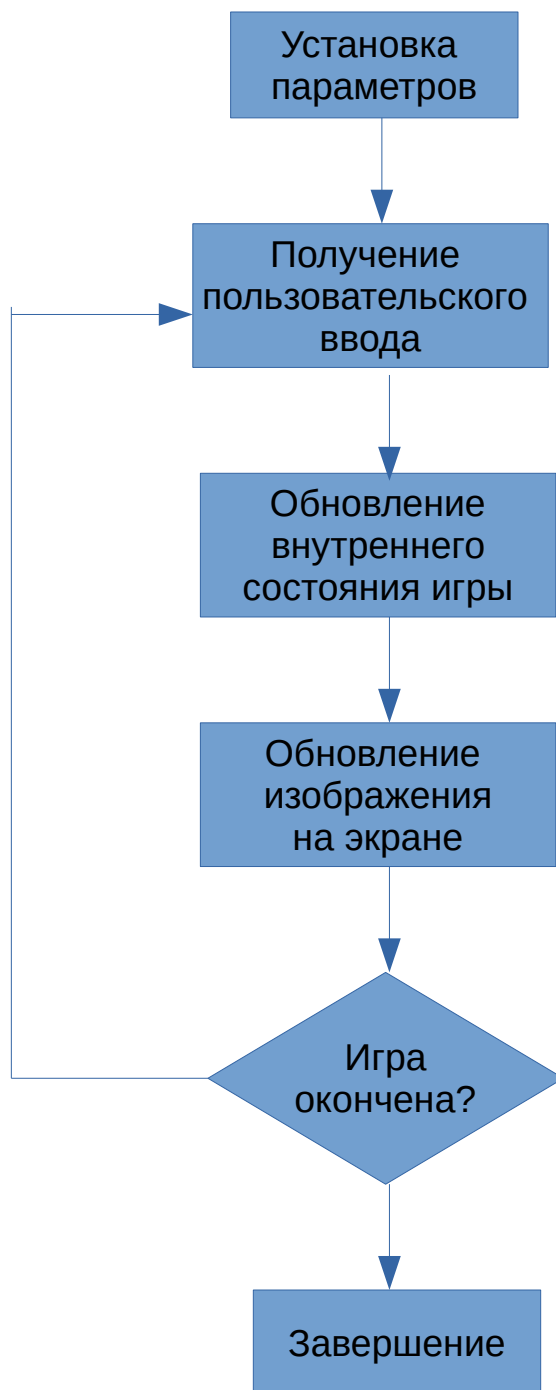 Установка
параметров
Получение
пользовательского
ввода
Обновление
внутреннего
состояния игры
Обновление
изображения
на экране
Игра
окончена?
Завершение